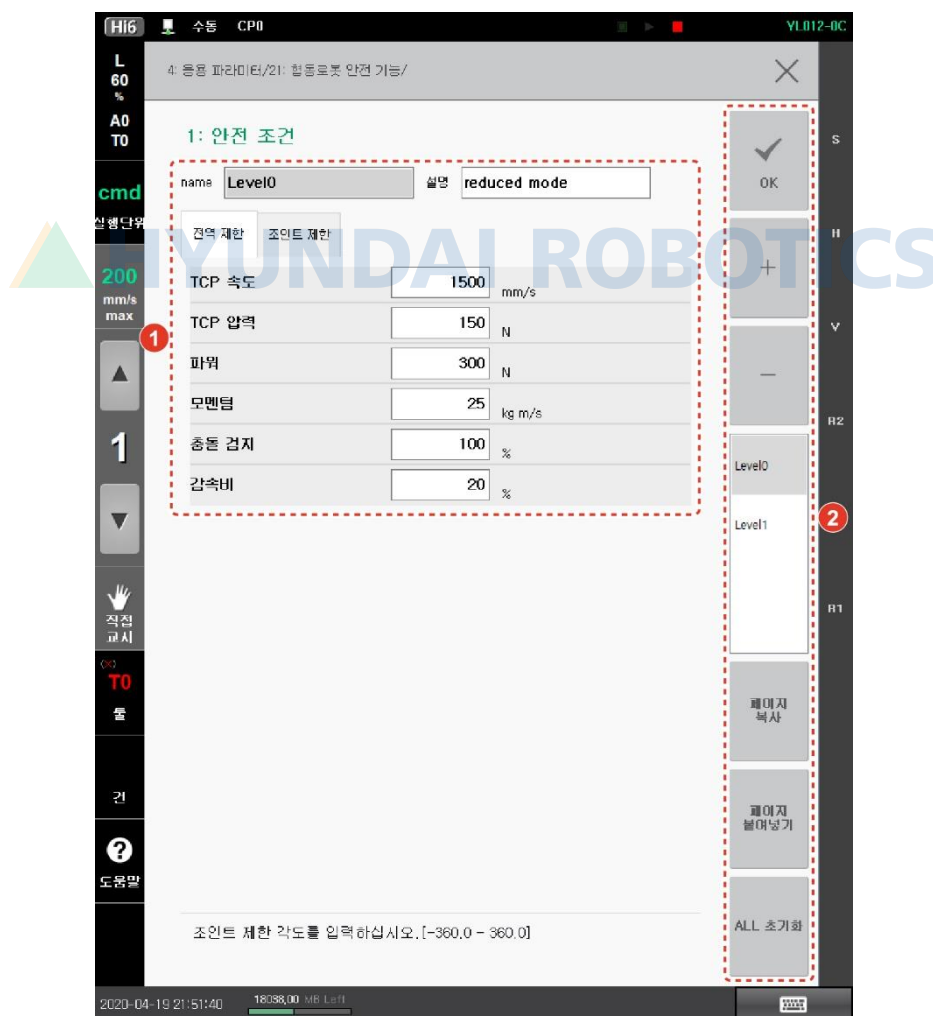 Hi6 수동 CP0 YL012-0C
L
60
%
A0
T0
cmd
실행단위
200
mm/s
max
1
직접
교시
(×)
T0
툴
건
?
도움말
4: 응용 파라미터/21: 협동로봇 안전 기능/
1: 안전 조건
name Level0 설명 reduced mode
전역 제한 조인트 제한
HYUNDAI ROBOTICS
TCP 속도 1500 mm/s
TCP 압력 150 N
파워 300 N
모멘텀 25 kg m/s
충돌 검지 100 %
감속비 20 %
1
조인트 제한 각도를 입력하십시오.[-360.0 - 360.0]
OK
+
−
Level0
Level1
2
페이지
복사
페이지
붙여넣기
ALL 초기화
S
H
V
R2
R1
2020-04-19 21:51:40 18038,00 MB Left